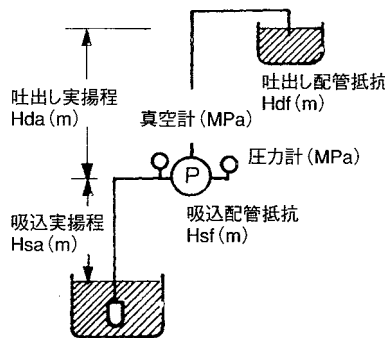 吐出し実揚程
Hda(m)
吐出し配管抵抗
Hdf(m)
真空計(MPa)
圧力計(MPa)
P
吸込実揚程
Hsa(m)
吸込配管抵抗
Hsf(m)